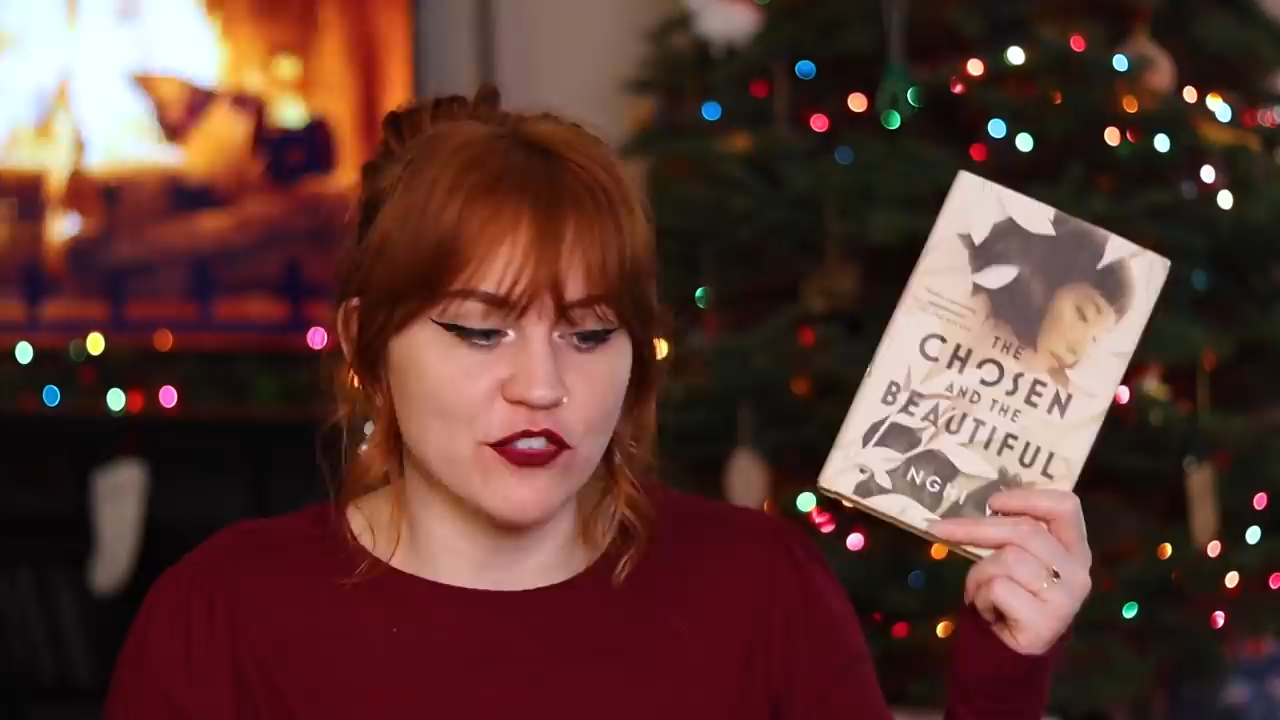 THE
CHOSEN
AND THE
BEAUTIFUL
NGHI